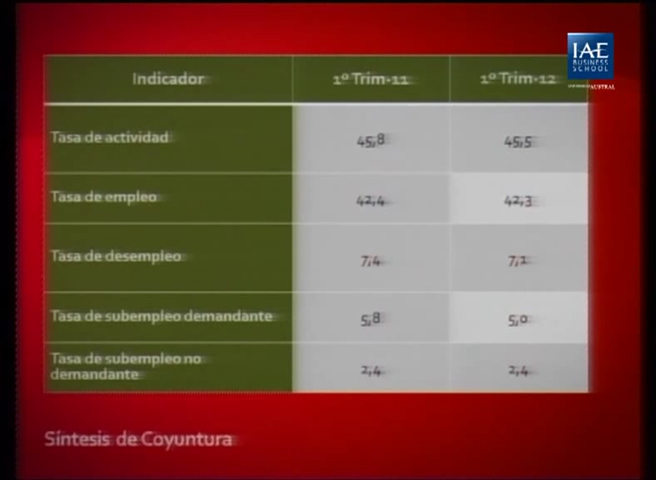 IAE
BUSINESS
SCHOOL
AUSTRAL
Indicador 1º Trim-11 1º Trim-12
Tasa de actividad 45,8 45,5
Tasa de empleo 42,4 42,3
Tasa de desempleo 7,4 7,1
Tasa de subempleo demandante 5,8 5,0
Tasa de subempleo no
demandante 2,4 2,4
Síntesis de Coyuntura